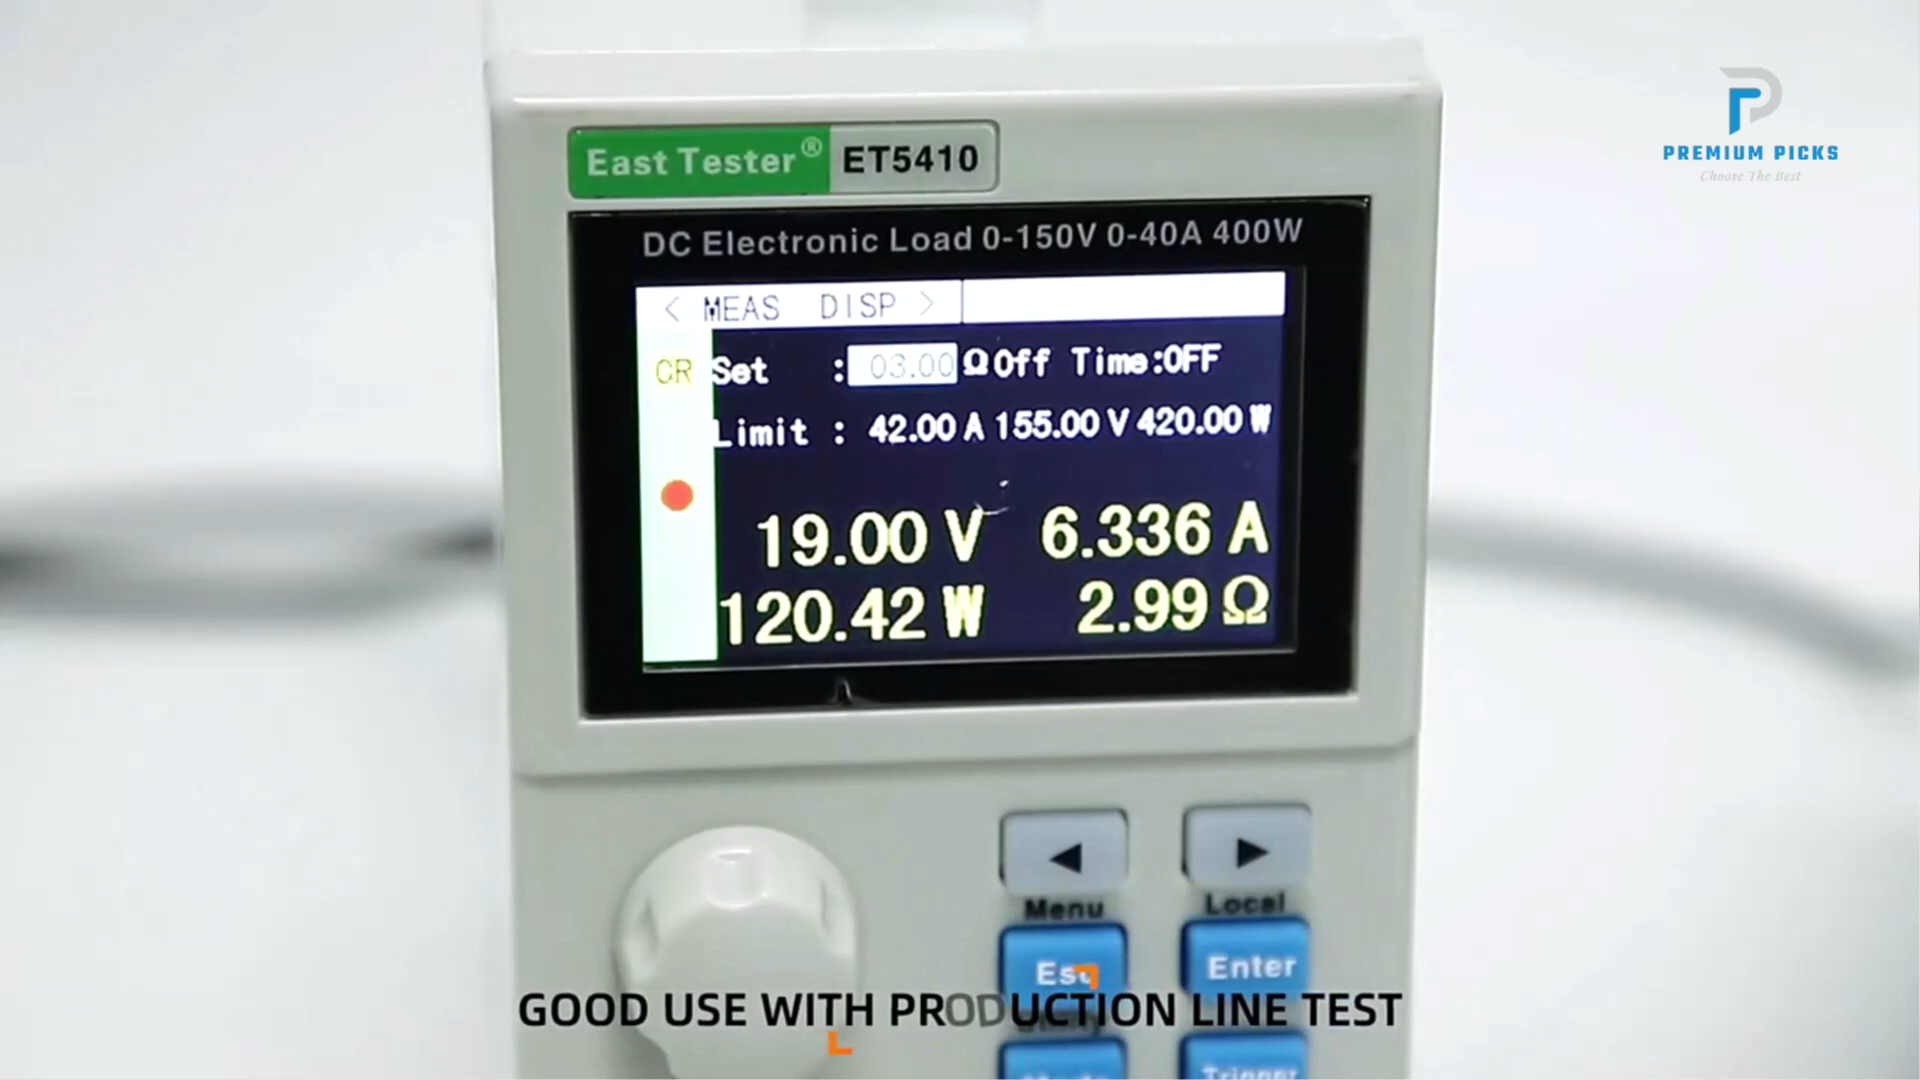 PREMIUM PICKS
Choose The Best
East Tester® ET5410
DC Electronic Load 0-150V 0-40A 400W
< MEAS DISP >
CR Set : 03.00 Ω Off Time:OFF
Limit : 42.00 A 155.00 V 420.00 W
19.00 V 6.336 A
120.42 W 2.99 Ω
Menu Local
Esc Enter
GOOD USE WITH PRODUCTION LINE TEST
Trigger